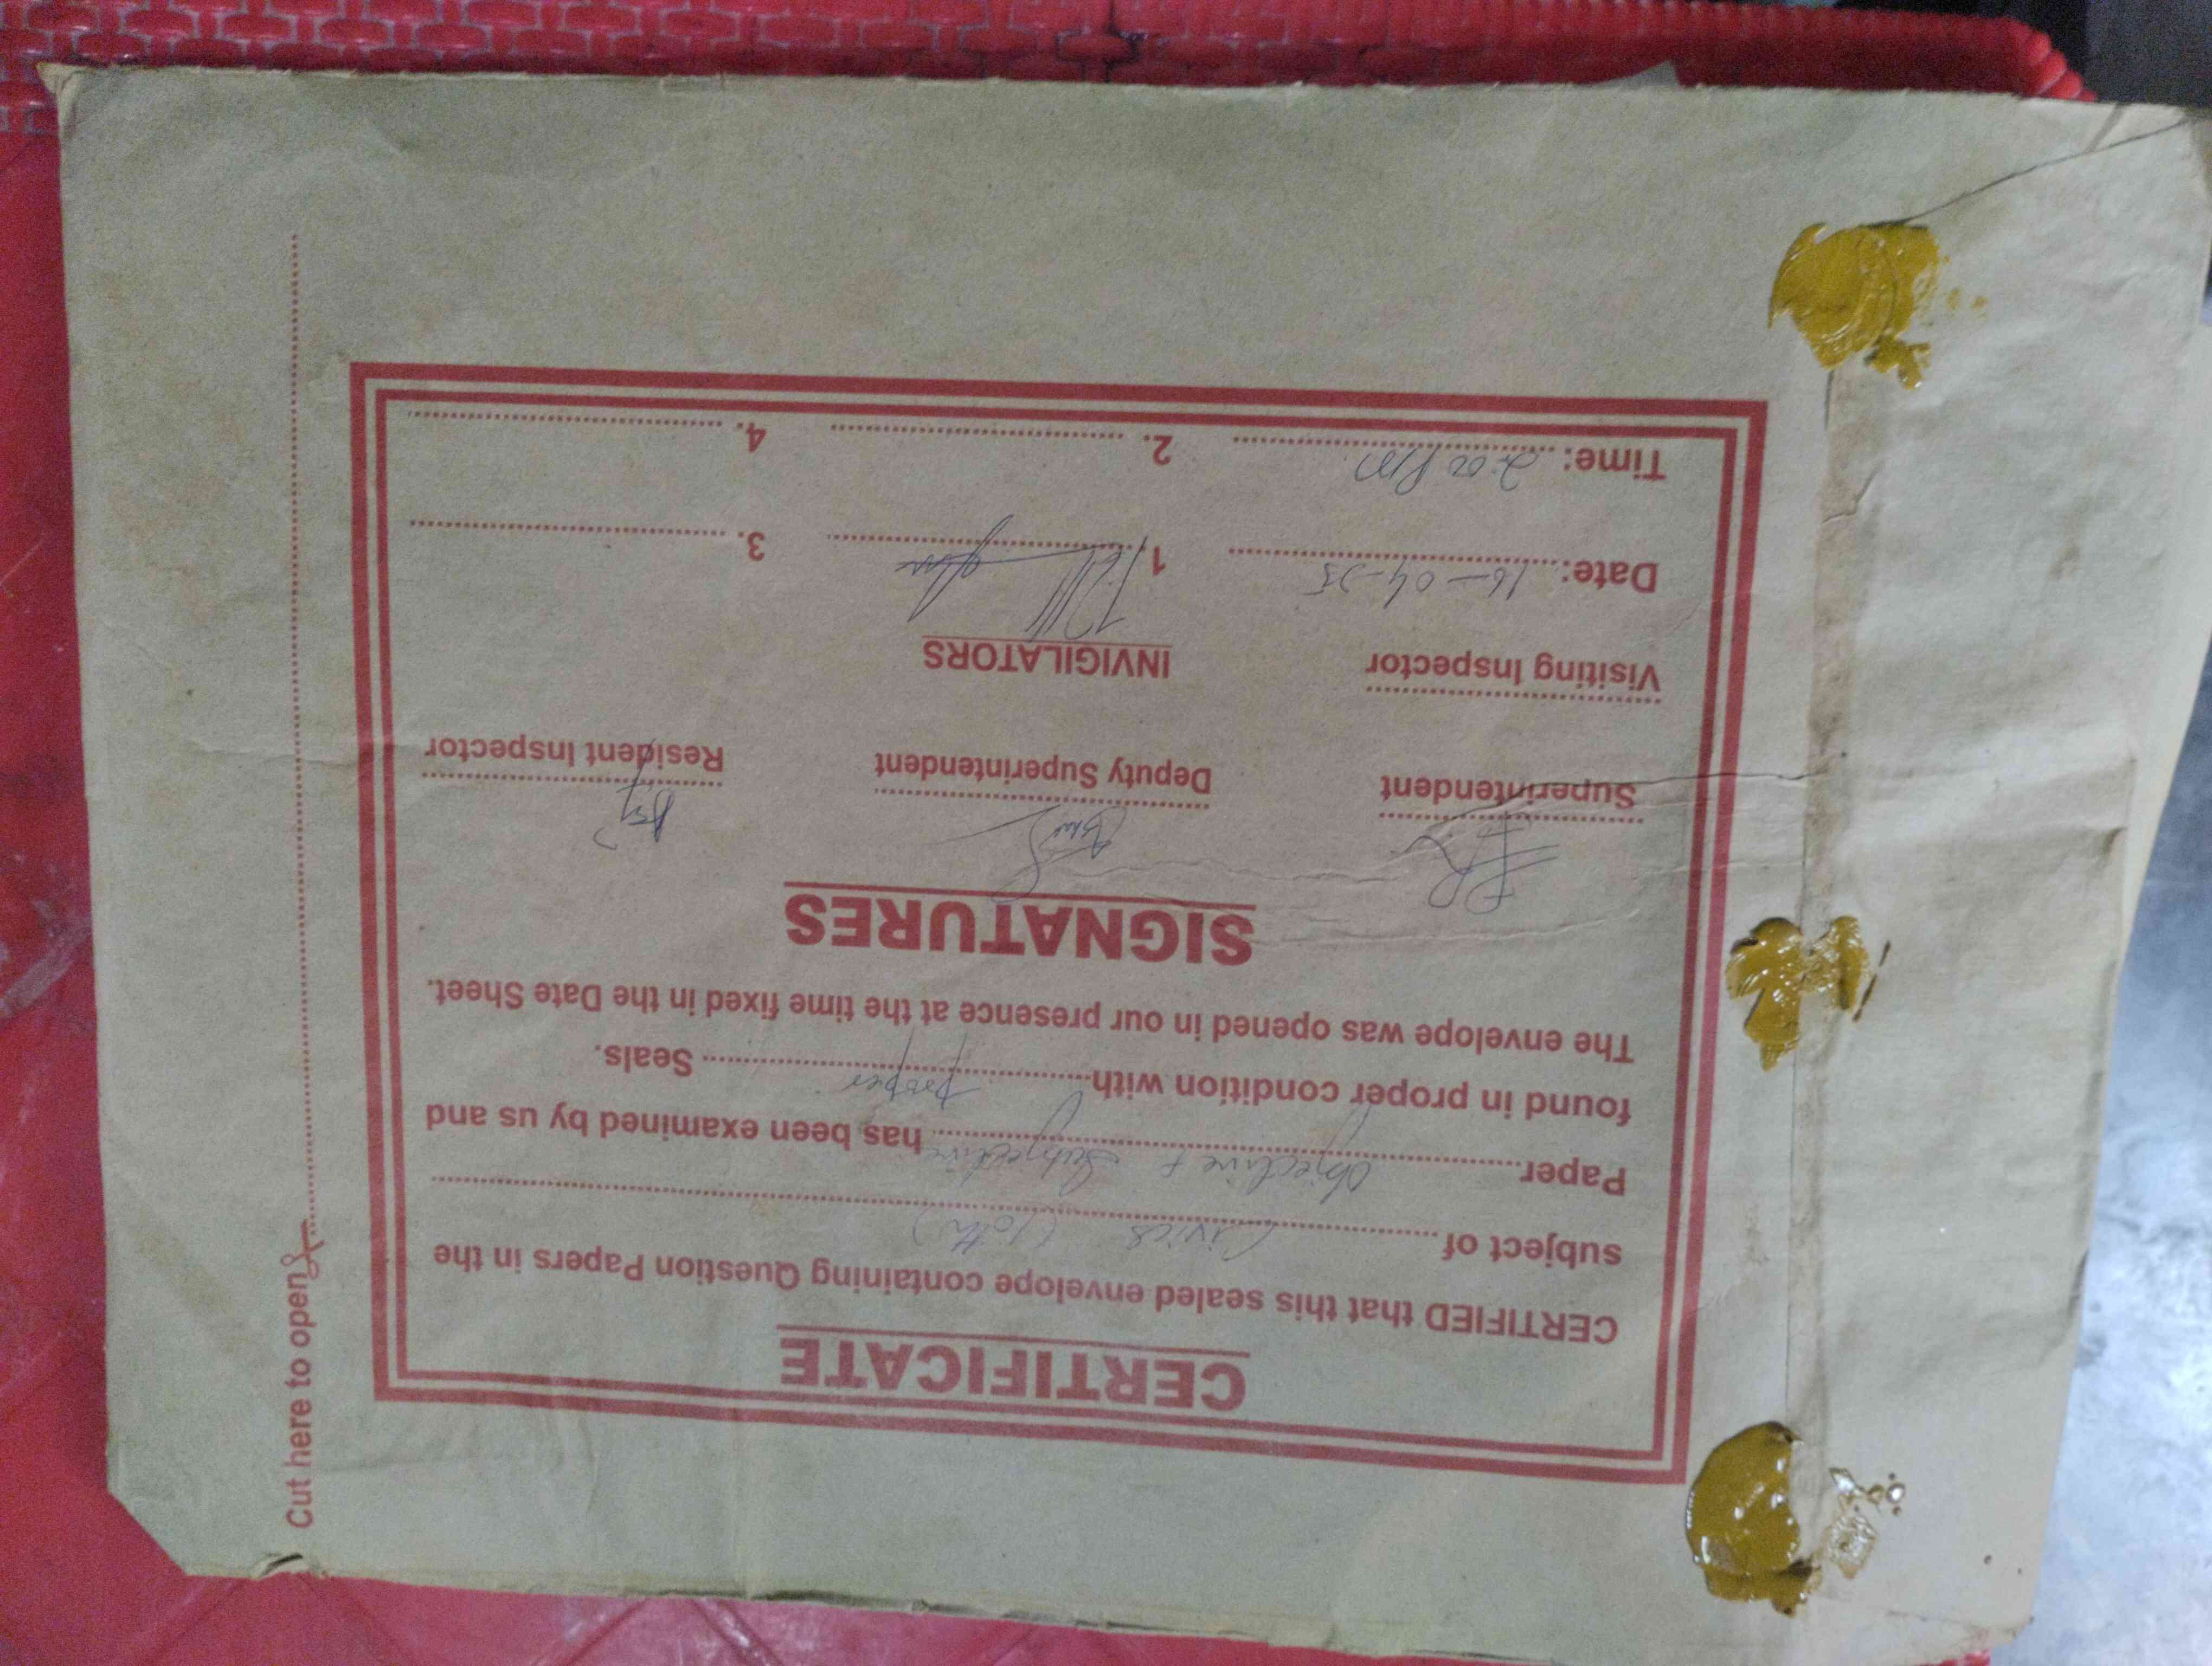 CERTIFICATE
CERTIFIED that this sealed envelope containing Question Papers in the
subject of Civics (10th)
Paper Objective + Subjective has been examined by us and
found in proper condition with proper Seals.
The envelope was opened in our presence at the time fixed in the Date Sheet.
SIGNATURES
Superintendent Deputy Superintendent Resident Inspector
Visiting Inspector INVIGILATORS
Date: 16-04-25 1. 3.
Time: 2:00 PM 2. 4.
Cut here to open